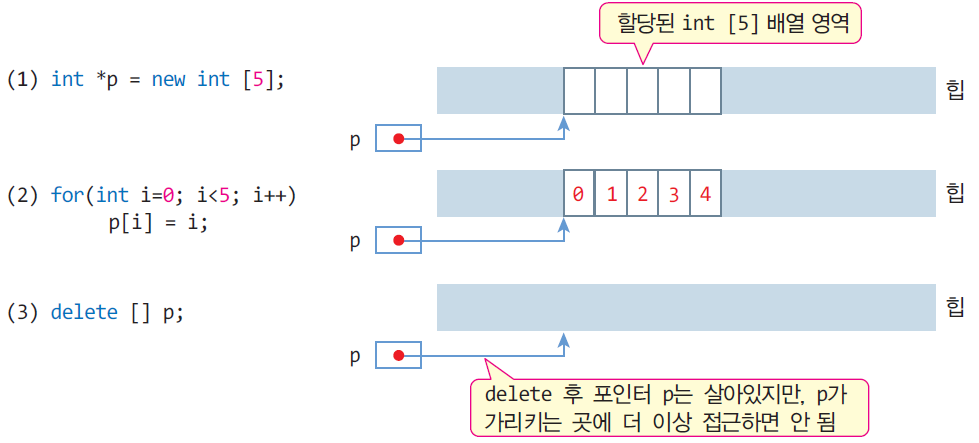 할당된 int [5] 배열 영역
(1) int *p = new int [5];
힙
p
(2) for(int i=0; i<5; i++)
p[i] = i;
0 1 2 3 4
힙
p
(3) delete [] p;
힙
p
delete 후 포인터 p는 살아있지만, p가
가리키는 곳에 더 이상 접근하면 안 됨